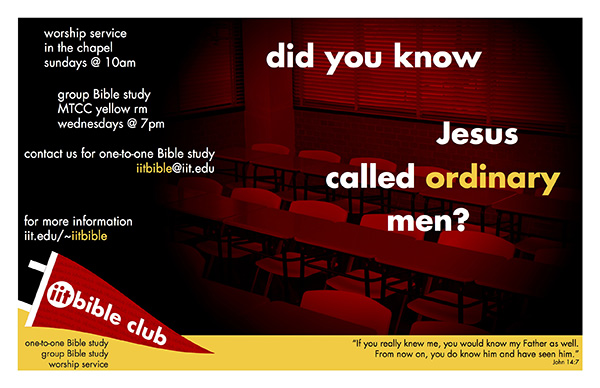 worship service
in the chapel
sundays @ 10am
group Bible study
MTCC yellow rm
wednesdays @ 7pm
contact us for one-to-one Bible study
iitbible@iit.edu
for more information
iit.edu/~iitbible
did you know
Jesus
called ordinary
men?
iit bible club
one-to-one Bible study
group Bible study
worship service
“If you really knew me, you would know my Father as well.
From now on, you do know him and have seen him.”
John 14:7